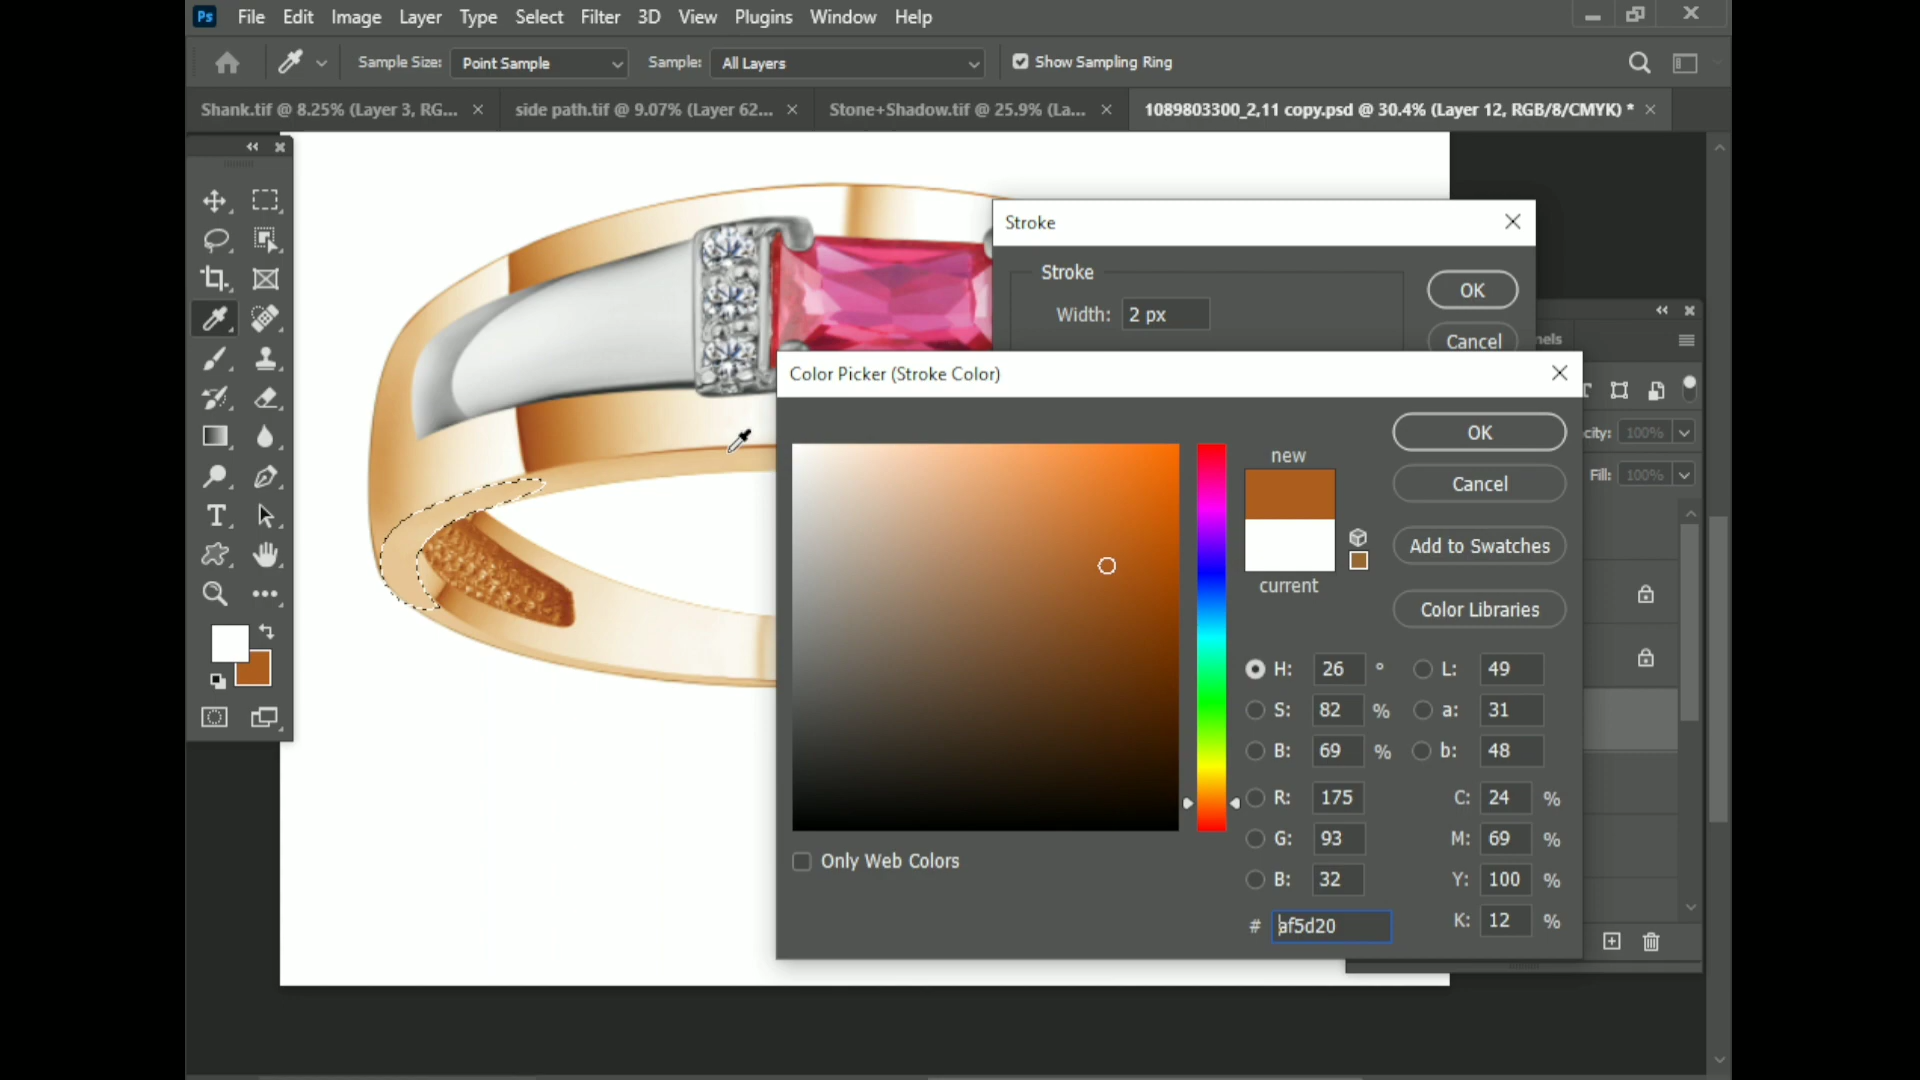 Ps File Edit Image Layer Type Select Filter 3D View Plugins Window Help
Sample Size: Point Sample Sample: All Layers Show Sampling Ring
Shank.tif @ 8.25% (Layer 3, RG... side path.tif @ 9.07% (Layer 62... Stone+Shadow.tif @ 25.9% (La... 1089803300_2,11 copy.psd @ 30.4% (Layer 12, RGB/8/CMYK) *
Stroke
Stroke
OK
Width: 2 px
Cancel
nels
Color Picker (Stroke Color)
OK
city: 100%
new
Cancel
Fill: 100%
Add to Swatches
current
Color Libraries
H: 26 ° L: 49
S: 82 % a: 31
B: 69 % b: 48
R: 175 C: 24 %
G: 93 M: 69 %
Only Web Colors
B: 32 Y: 100 %
# af5d20 K: 12 %